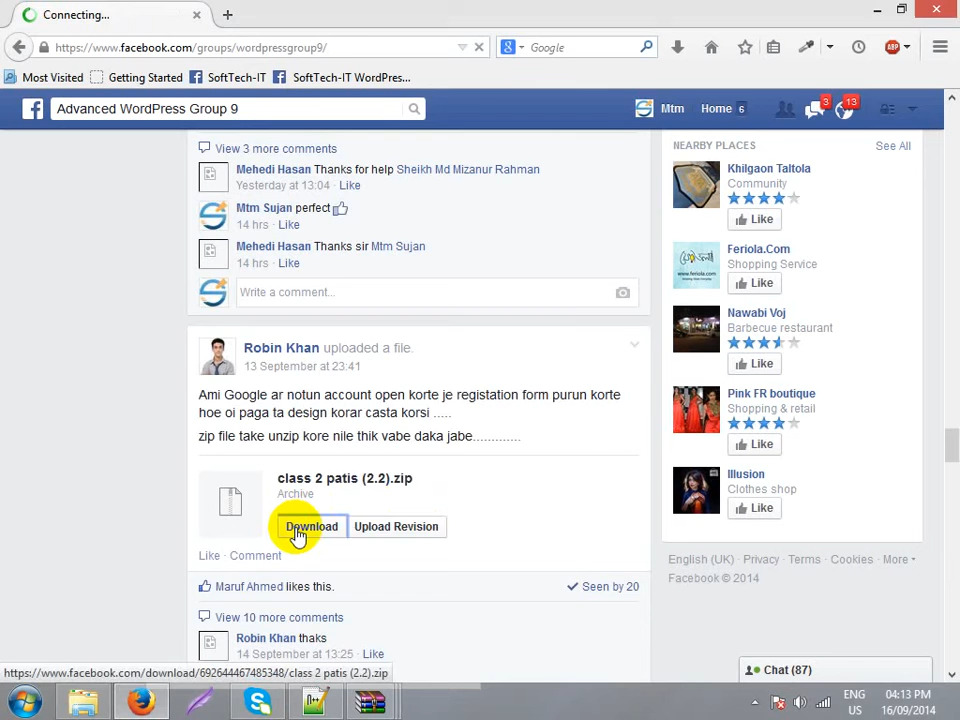 Connecting...
https://www.facebook.com/groups/wordpressgroup9/
Google
Most Visited
Getting Started
SoftTech-IT
SoftTech-IT WordPres...
Advanced WordPress Group 9
Mtm
Home 6
3
13
View 3 more comments
Mehedi Hasan Thanks for help Sheikh Md Mizanur Rahman
Yesterday at 13:04 · Like
Mtm Sujan perfect
14 hrs · Like
Mehedi Hasan Thanks sir Mtm Sujan
14 hrs · Like
Write a comment...
Robin Khan uploaded a file.
13 September at 23:41
Ami Google ar notun account open korte je registation form purun korte
hoe oi paga ta design korar casta korsi .....
zip file take unzip kore nile thik vabe daka jabe.............
class 2 patis (2.2).zip
Archive
Download
Upload Revision
Like · Comment
Maruf Ahmed likes this.
Seen by 20
View 10 more comments
Robin Khan thaks
14 September at 13:25 · Like
NEARBY PLACES
See All
Khilgaon Taltola
Community
Like
Feriola.Com
Shopping Service
Like
www.feriola.com
Nawabi Voj
Barbecue restaurant
Like
Pink FR boutique
Shopping & retail
Like
Illusion
Clothes shop
Like
English (UK) · Privacy · Terms · Cookies · More
Facebook © 2014
Chat (87)
https://www.facebook.com/download/692644467485348/class 2 patis (2.2).zip
ABP
ENG
US
04:13 PM
16/09/2014